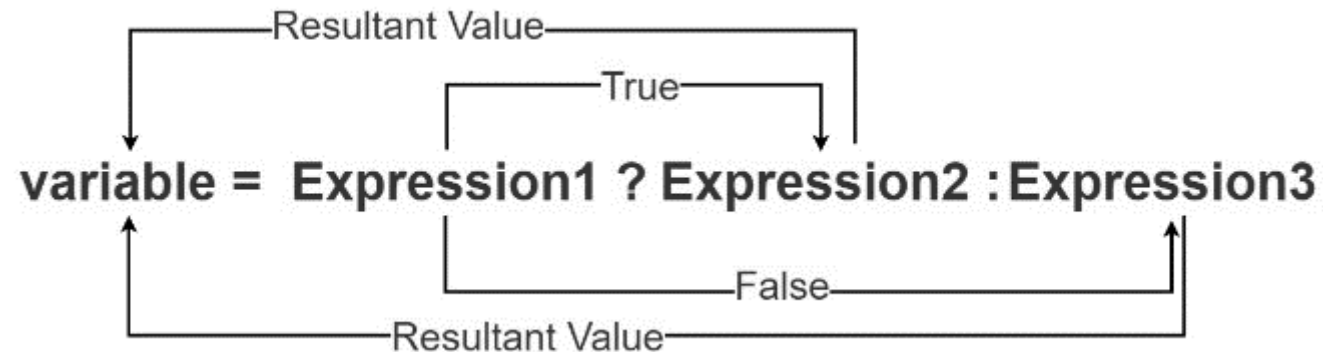 Resultant Value
True
variable = Expression1 ? Expression2 : Expression3
False
Resultant Value